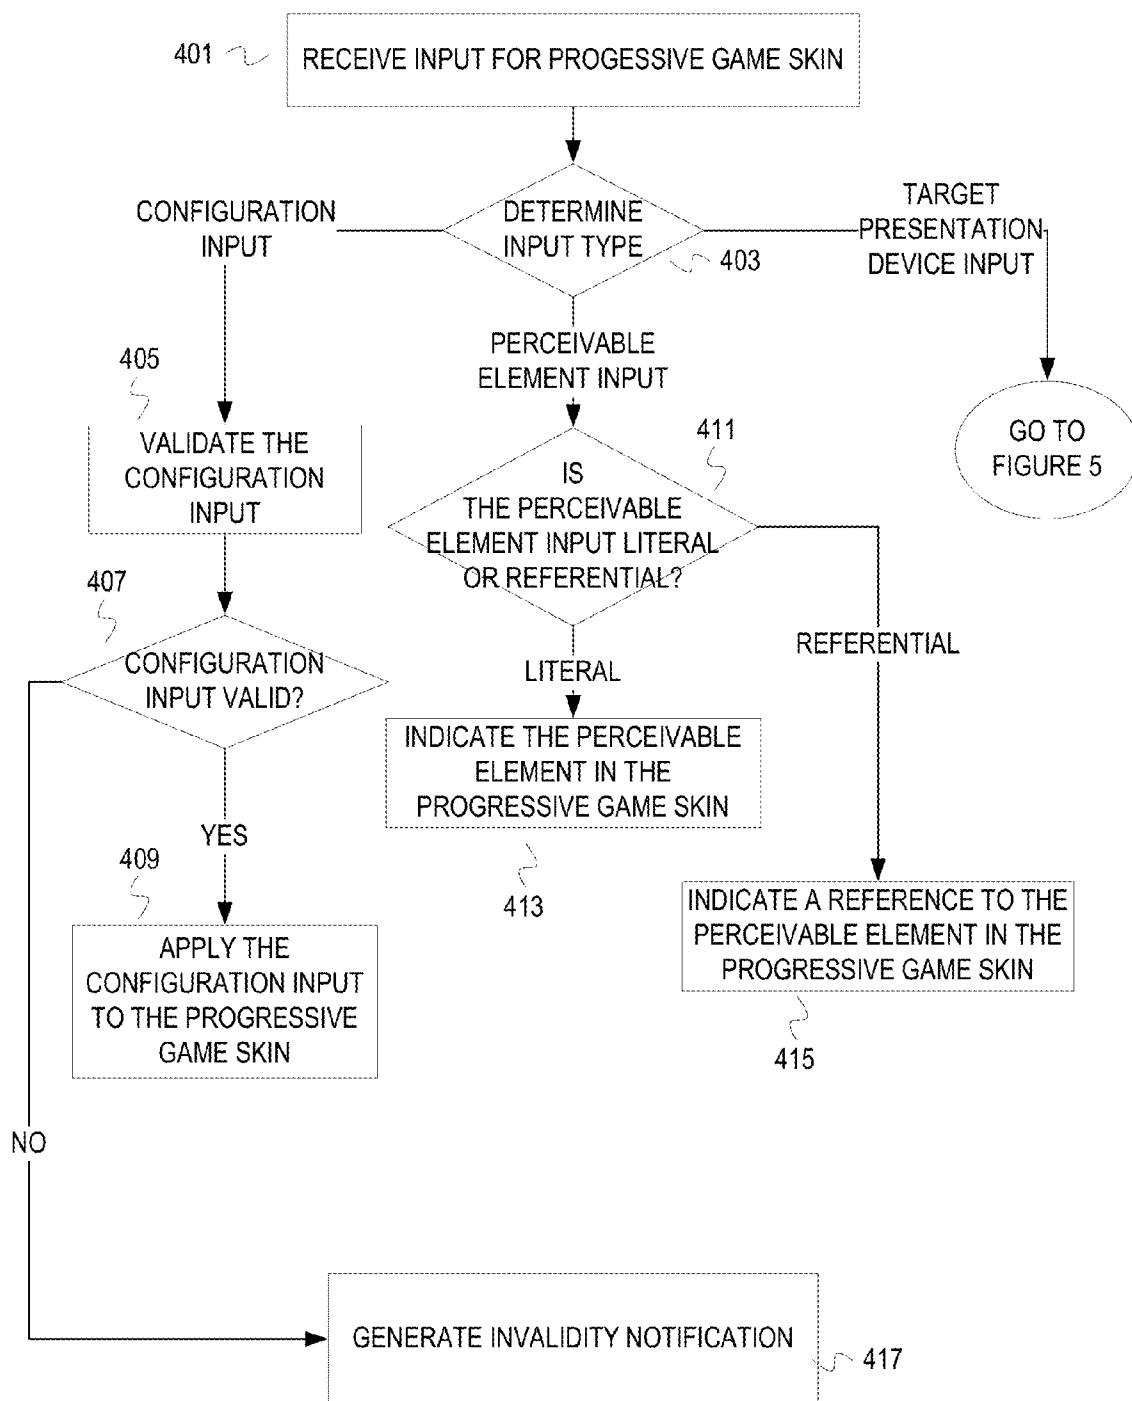 401
RECEIVE INPUT FOR PROGESSIVE GAME SKIN
CONFIGURATION
INPUT
DETERMINE
INPUT TYPE
403
TARGET
PRESENTATION
DEVICE INPUT
PERCEIVABLE
ELEMENT INPUT
405
VALIDATE THE
CONFIGURATION
INPUT
411
IS
THE PERCEIVABLE
ELEMENT INPUT LITERAL
OR REFERENTIAL?
GO TO
FIGURE 5
407
CONFIGURATION
INPUT VALID?
LITERAL
REFERENTIAL
INDICATE THE PERCEIVABLE
ELEMENT IN THE
PROGRESSIVE GAME SKIN
YES
409
413
APPLY THE
CONFIGURATION INPUT
TO THE PROGRESSIVE
GAME SKIN
INDICATE A REFERENCE TO THE
PERCEIVABLE ELEMENT IN THE
PROGRESSIVE GAME SKIN
415
NO
GENERATE INVALIDITY NOTIFICATION
417